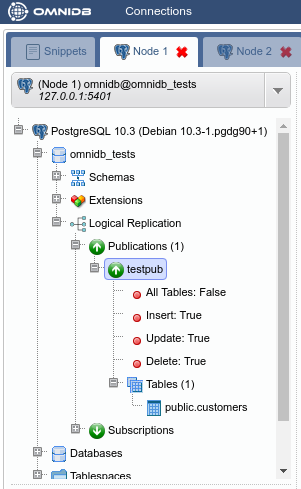 OMNIDB Connections
Snippets Node 1 Node 2
(Node 1) omnidb@omnidb_tests
127.0.0.1:5401
PostgreSQL 10.3 (Debian 10.3-1.pgdg90+1)
omnidb_tests
Schemas
Extensions
Logical Replication
Publications (1)
testpub
All Tables: False
Insert: True
Update: True
Delete: True
Tables (1)
public.customers
Subscriptions
Databases
Tablespaces